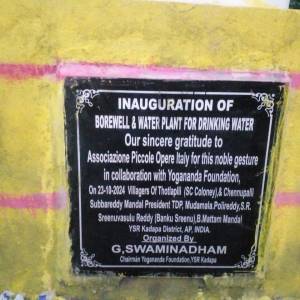 INAUGURATION OF
BOREWELL & WATER PLANT FOR DRINKING WATER
Our sincere gratitude to
Associazione Piccole Opere Italy for this noble gesture
in collaboration with Yogananda Foundation,
On 23-10-2024 Villagers Of Thotlapalli (SC Coloney),& Chennupalli
Subbareddy Mandal President TDP, Mudamala.Polireddy,S.R.
Sreenuvasulu Reddy (Banku Sreenu),B.Mattam Mandal
YSR Kadapa District, AP, INDIA.
Organized By
G,SWAMINADHAM
Chairman Yogananda Foundation,YSR Kadapa